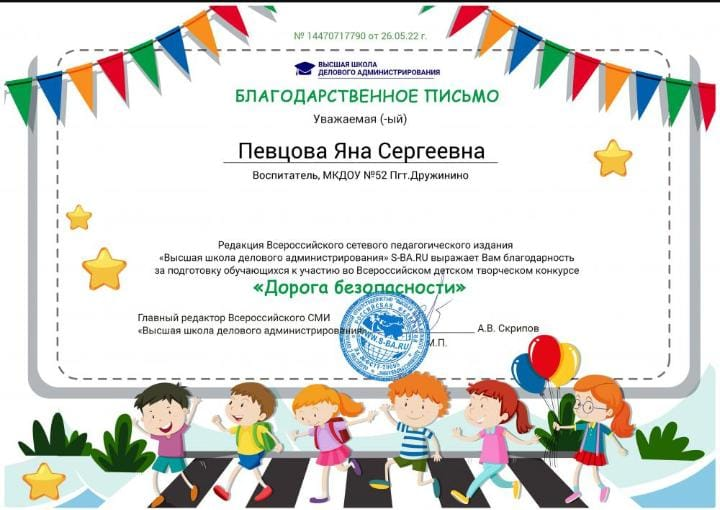 № 14470717790 от 26.05.22 г.
ВЫСШАЯ ШКОЛА
ДЕЛОВОГО АДМИНИСТРИРОВАНИЯ
БЛАГОДАРСТВЕННОЕ ПИСЬМО
Уважаемая (-ый)
Певцова Яна Сергеевна
Воспитатель, МКДОУ №52 Пгт.Дружинино
Редакция Всероссийского сетевого педагогического издания
«Высшая школа делового администрирования» S-BA.RU выражает Вам благодарность
за подготовку обучающихся к участию во Всероссийском детском творческом конкурсе
«Дорога безопасности»
Главный редактор Всероссийского СМИ
«Высшая школа делового администрирования»
А.В. Скрипов
М.П.
WWW.S-BA.RU